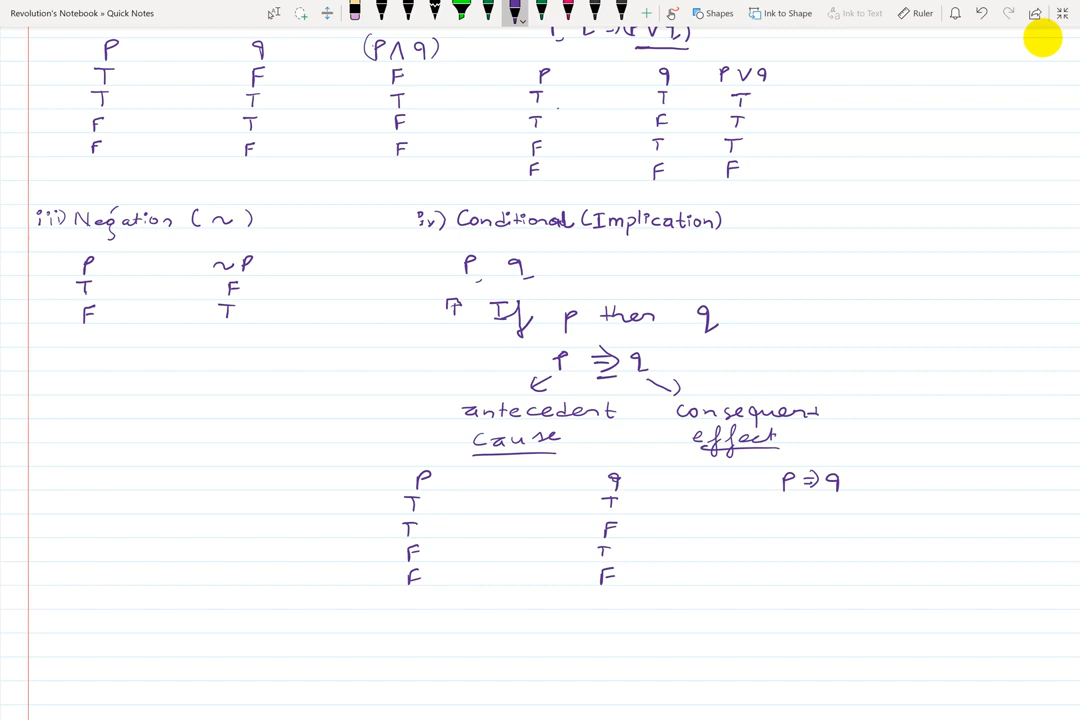 Revolution's Notebook » Quick Notes
Shapes
Ink to Shape
Ink to Text
Ruler
(P ∨ q)
P q (P ∧ q)
T F F
T T T
F T F
F F F
P q P ∨ q
T T T
T F T
F T T
F F F
iii) Negation ( ~ )
P ~P
T F
F T
iv) Conditional (Implication)
P, q
If p then q
P ⇒ q
antecedent consequent
cause effect
P q P ⇒ q
T T
T F
F T
F F